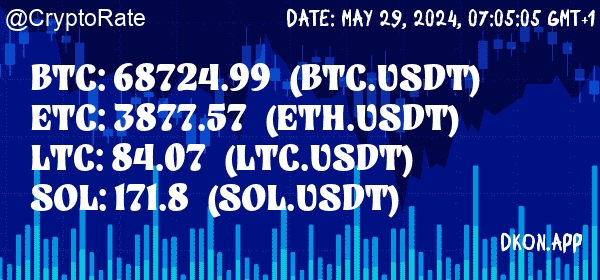 @CryptoRate
DATE: MAY 29, 2024, 07:05:05 GMT+1
BTC: 68724.99 (BTC.USDT)
ETC: 3877.57 (ETH.USDT)
LTC: 84.07 (LTC.USDT)
SOL: 171.8 (SOL.USDT)
DKON.APP